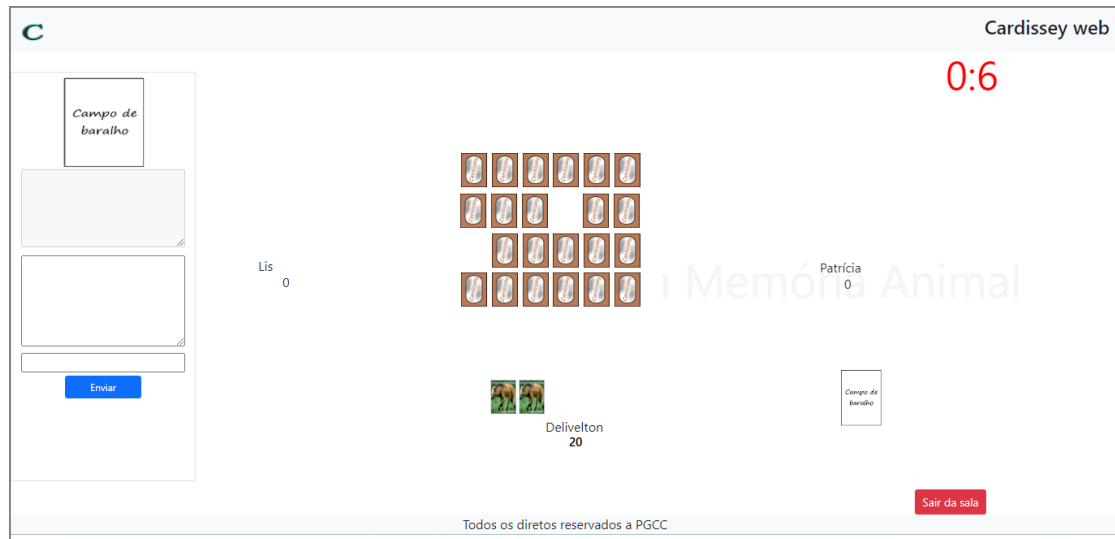 C
Cardissey web
0:6
Campo de
baralho
Lis
0
a Memória Animal
Patrícia
0
Enviar
Campo de
baralho
Delivelton
20
Sair da sala
Todos os diretos reservados a PGCC